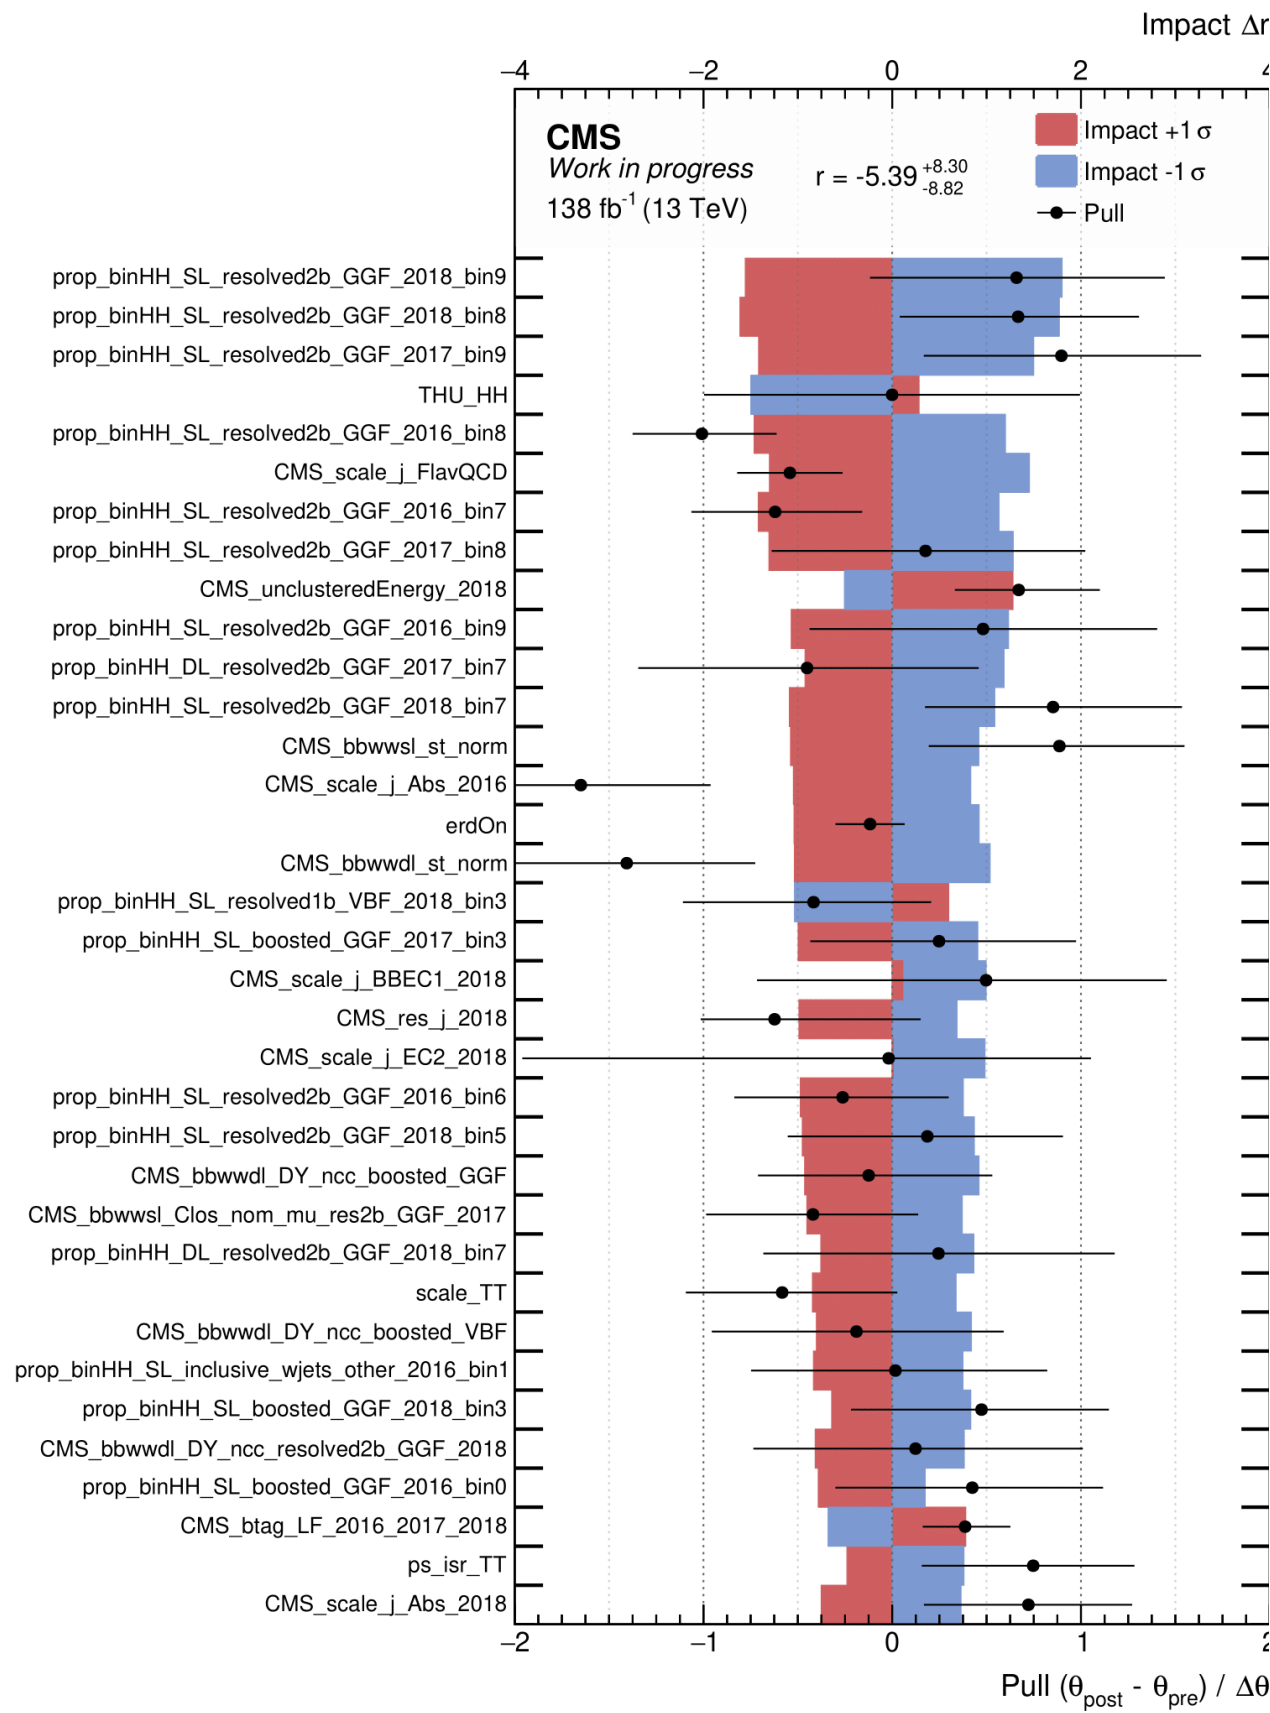 Impact Δr
−4 −2 0 2 4
CMS
Work in progress
138 fb-1 (13 TeV)
r = -5.39 +8.30 -8.82
Impact +1 σ
Impact -1 σ
Pull
prop_binHH_SL_resolved2b_GGF_2018_bin9
prop_binHH_SL_resolved2b_GGF_2018_bin8
prop_binHH_SL_resolved2b_GGF_2017_bin9
THU_HH
prop_binHH_SL_resolved2b_GGF_2016_bin8
CMS_scale_j_FlavQCD
prop_binHH_SL_resolved2b_GGF_2016_bin7
prop_binHH_SL_resolved2b_GGF_2017_bin8
CMS_unclusteredEnergy_2018
prop_binHH_SL_resolved2b_GGF_2016_bin9
prop_binHH_DL_resolved2b_GGF_2017_bin7
prop_binHH_SL_resolved2b_GGF_2018_bin7
CMS_bbwwsl_st_norm
CMS_scale_j_Abs_2016
erdOn
CMS_bbwwdl_st_norm
prop_binHH_SL_resolved1b_VBF_2018_bin3
prop_binHH_SL_boosted_GGF_2017_bin3
CMS_scale_j_BBEC1_2018
CMS_res_j_2018
CMS_scale_j_EC2_2018
prop_binHH_SL_resolved2b_GGF_2016_bin6
prop_binHH_SL_resolved2b_GGF_2018_bin5
CMS_bbwwdl_DY_ncc_boosted_GGF
CMS_bbwwsl_Clos_nom_mu_res2b_GGF_2017
prop_binHH_DL_resolved2b_GGF_2018_bin7
scale_TT
CMS_bbwwdl_DY_ncc_boosted_VBF
prop_binHH_SL_inclusive_wjets_other_2016_bin1
prop_binHH_SL_boosted_GGF_2018_bin3
CMS_bbwwdl_DY_ncc_resolved2b_GGF_2018
prop_binHH_SL_boosted_GGF_2016_bin0
CMS_btag_LF_2016_2017_2018
ps_isr_TT
CMS_scale_j_Abs_2018
−2 −1 0 1 2
Pull (θpost - θpre) / Δθ